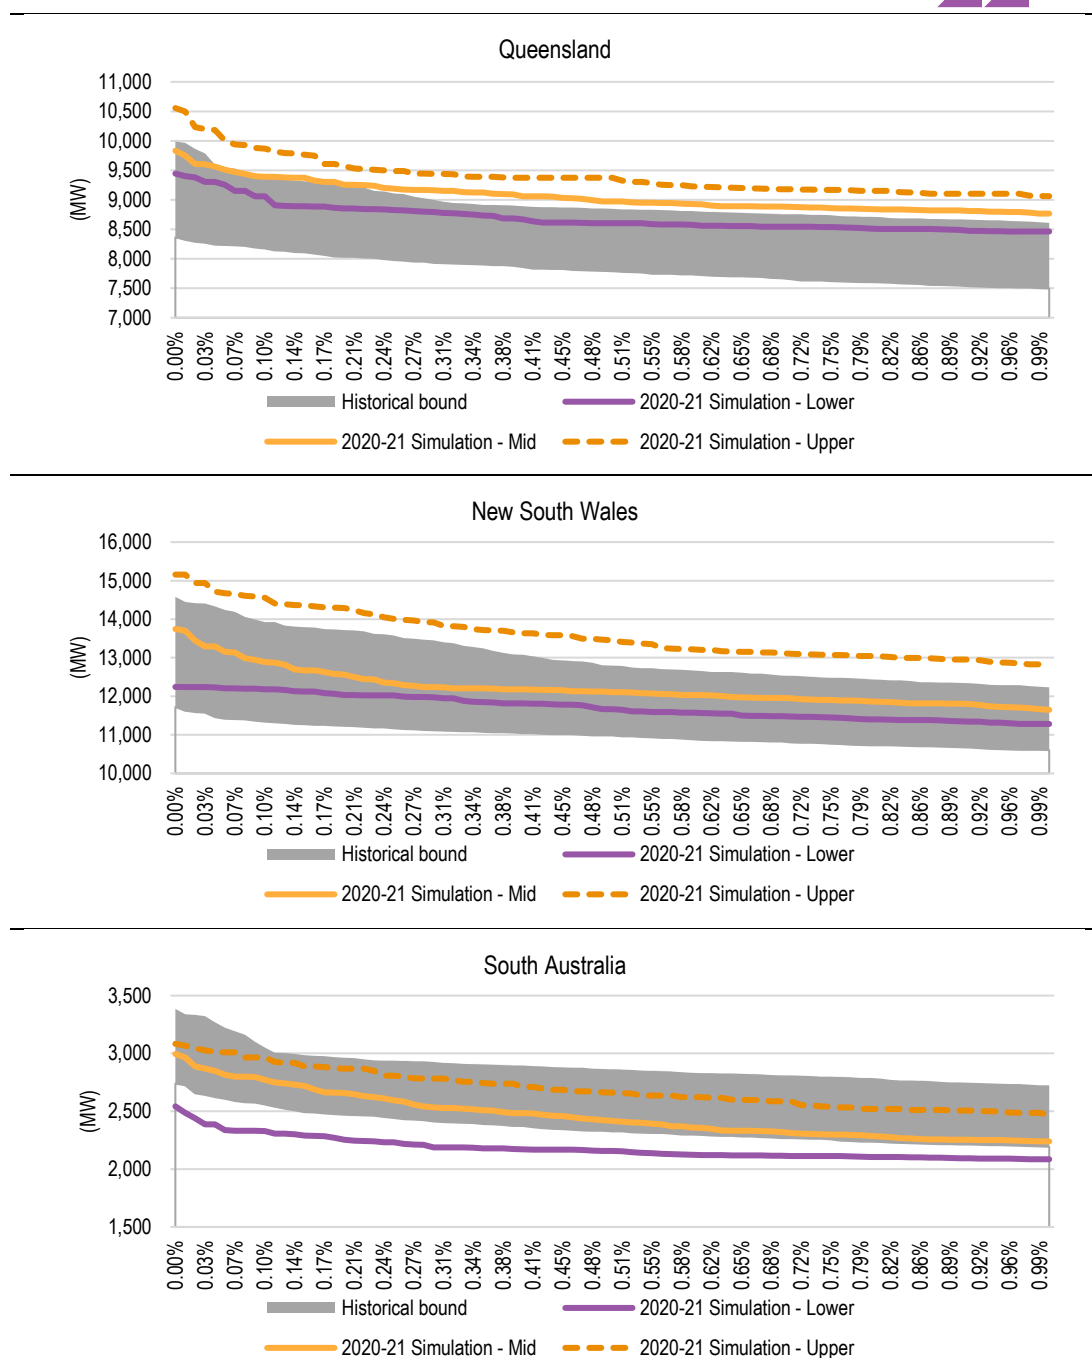 Queensland
11,000
10,500
10,000
9,500
9,000
8,500
8,000
7,500
7,000
(MW)
0.00% 0.03% 0.07% 0.10% 0.14% 0.17% 0.21% 0.24% 0.27% 0.31% 0.34% 0.38% 0.41% 0.45% 0.48% 0.51% 0.55% 0.58% 0.62% 0.65% 0.68% 0.72% 0.75% 0.79% 0.82% 0.86% 0.89% 0.92% 0.96% 0.99%
Historical bound 2020-21 Simulation - Lower
2020-21 Simulation - Mid 2020-21 Simulation - Upper
New South Wales
16,000
15,000
14,000
13,000
12,000
11,000
10,000
(MW)
0.00% 0.03% 0.07% 0.10% 0.14% 0.17% 0.21% 0.24% 0.27% 0.31% 0.34% 0.38% 0.41% 0.45% 0.48% 0.51% 0.55% 0.58% 0.62% 0.65% 0.68% 0.72% 0.75% 0.79% 0.82% 0.86% 0.89% 0.92% 0.96% 0.99%
Historical bound 2020-21 Simulation - Lower
2020-21 Simulation - Mid 2020-21 Simulation - Upper
South Australia
3,500
3,000
2,500
2,000
1,500
(MW)
0.00% 0.03% 0.07% 0.10% 0.14% 0.17% 0.21% 0.24% 0.27% 0.31% 0.34% 0.38% 0.41% 0.45% 0.48% 0.51% 0.55% 0.58% 0.62% 0.65% 0.68% 0.72% 0.75% 0.79% 0.82% 0.86% 0.89% 0.92% 0.96% 0.99%
Historical bound 2020-21 Simulation - Lower
2020-21 Simulation - Mid 2020-21 Simulation - Upper